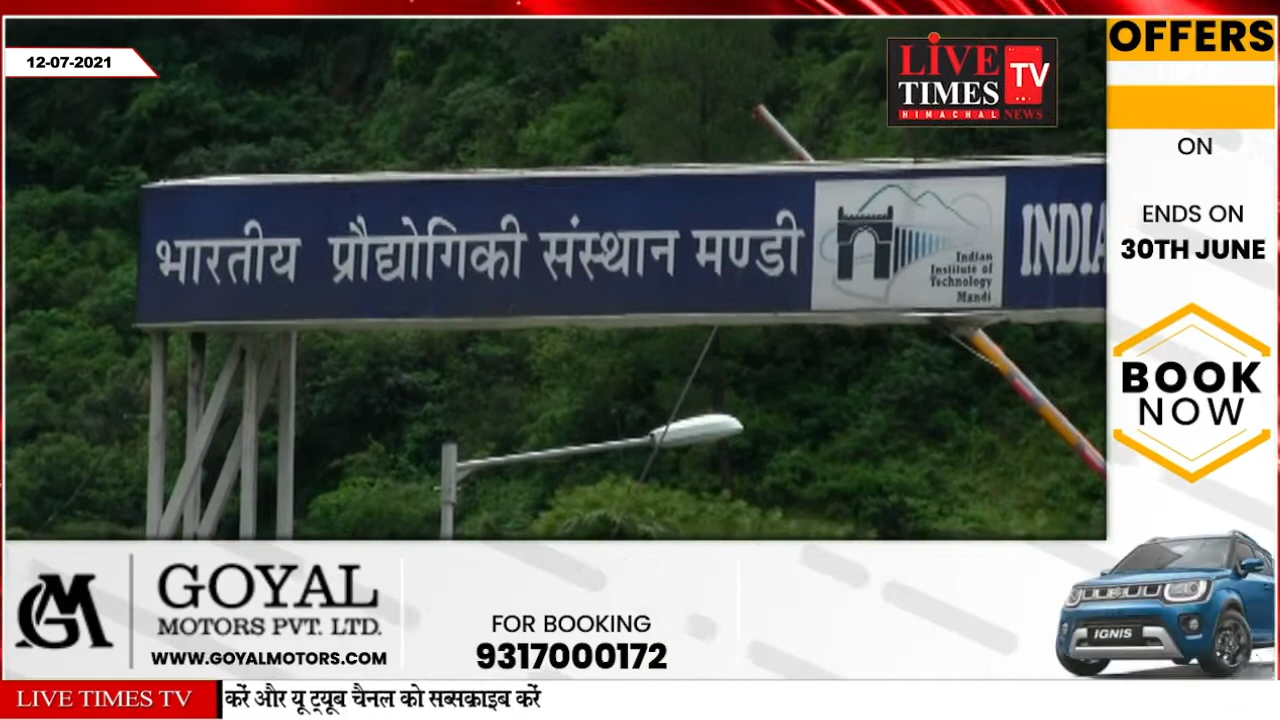 12-07-2021
LIVE
TIMES
TV
HIMACHAL NEWS
OFFERS
ON
ENDS ON
30TH JUNE
BOOK
NOW
भारतीय प्रौद्योगिकी संस्थान मण्डी
Indian
Institute of
Technology
Mandi
INDIA
IGNIS
GM
GOYAL
MOTORS PVT. LTD.
WWW.GOYALMOTORS.COM
FOR BOOKING
9317000172
LIVE TIMES TV
करें और यू ट्यूब चैनल को सब्सक्राइब करें